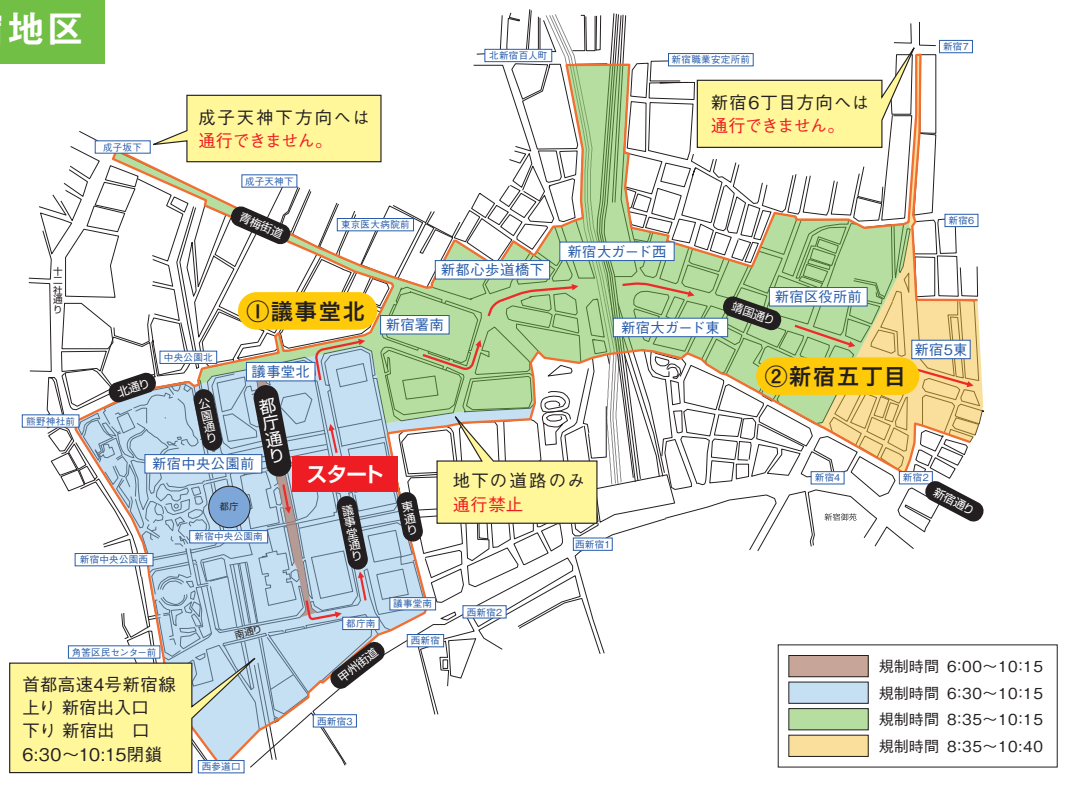 地区
北新宿百人町
新宿職業安定所前
新宿7
成子天神下方向へは
通行できません。
新宿6丁目方向へは
通行できません。
成子坂下
成子天神下
青梅街道
東京医大病院前
新宿6
十二社通り
新都心歩道橋下
新宿大ガード西
①議事堂北
新宿署南
新宿大ガード東
靖国通り
新宿区役所前
新宿5東
②新宿五丁目
中央公園北
議事堂北
北通り
公園通り
都庁通り
熊野神社前
新宿中央公園前
スタート
地下の道路のみ
通行禁止
都庁
新宿中央公園南
議事堂通り
東通り
新宿4
新宿2
新宿通り
新宿御苑
新宿中央公園西
西新宿1
議事堂南
西新宿2
都庁南
南通り
西新宿
甲州街道
角筈区民センター前
首都高速4号新宿線
上り 新宿出入口
下り 新宿出　口
6:30〜10:15閉鎖
西新宿3
西参道口
規制時間 6:00〜10:15
規制時間 6:30〜10:15
規制時間 8:35〜10:15
規制時間 8:35〜10:40